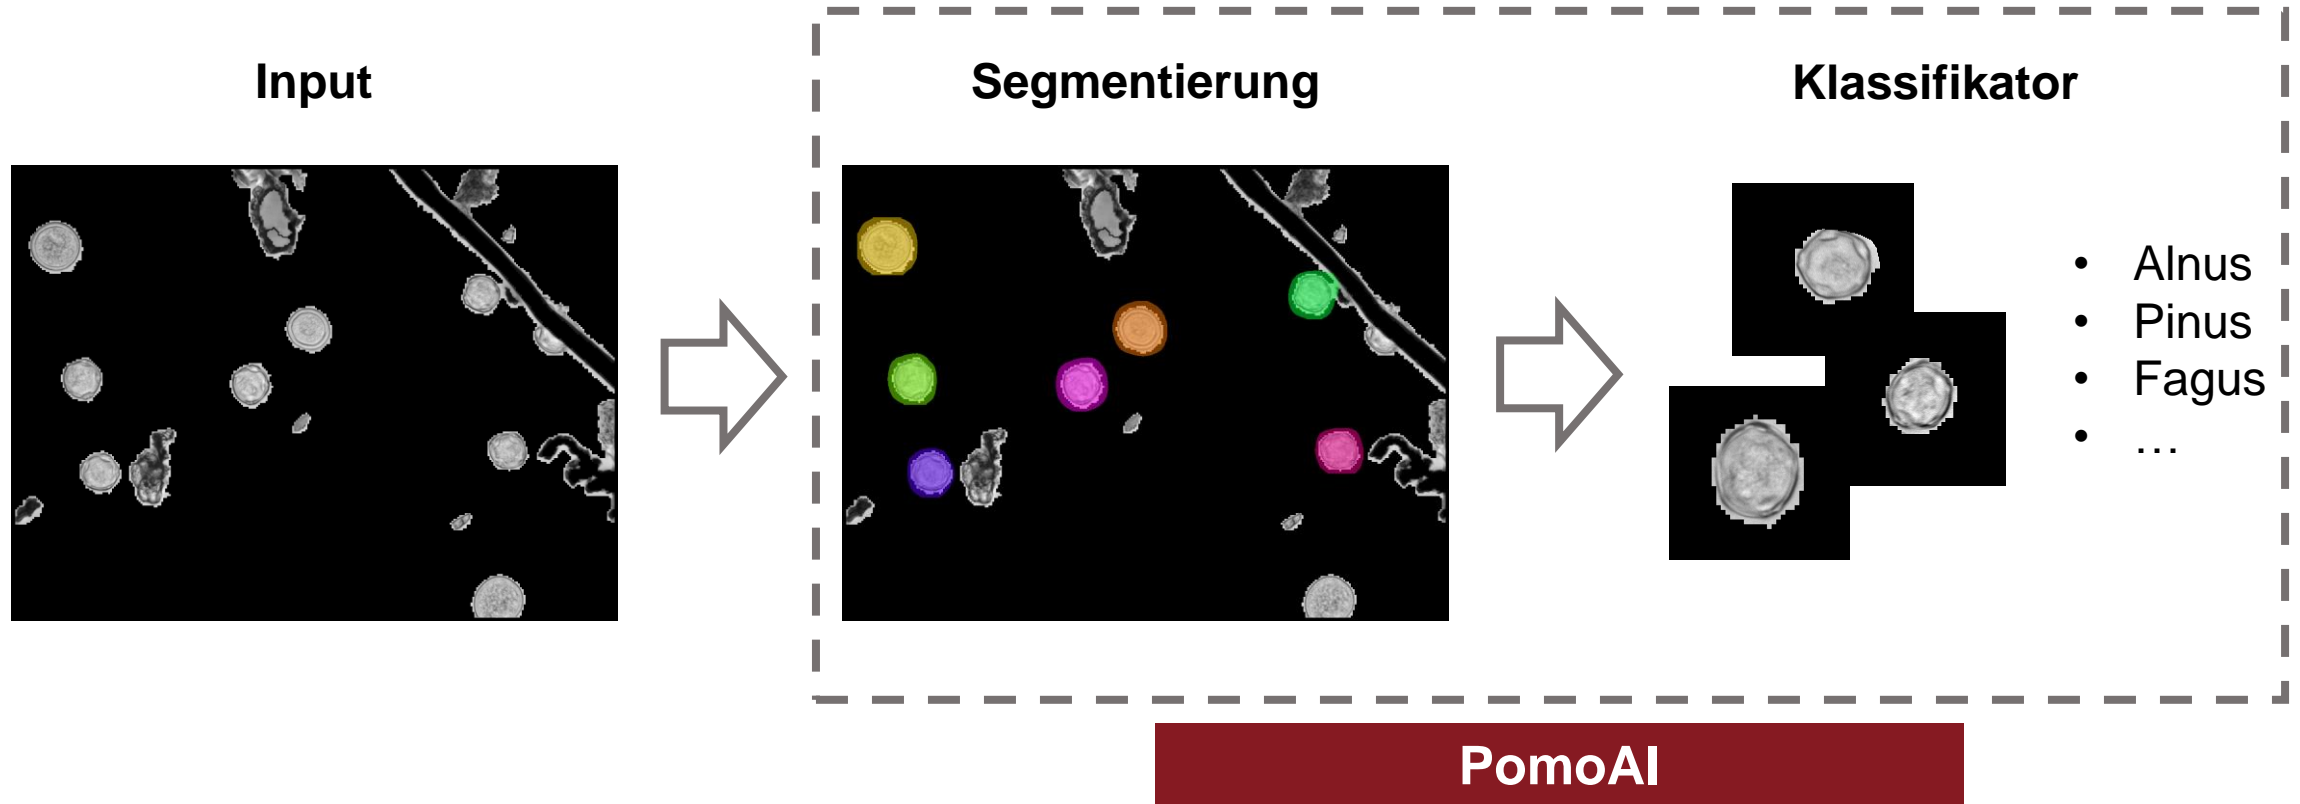 Input
Segmentierung
Klassifikator
• Alnus
• Pinus
• Fagus
• …
PomoAI